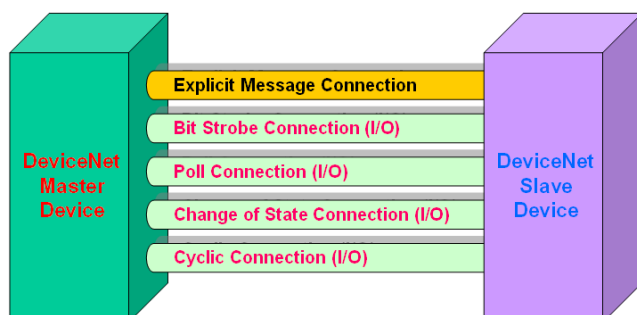 Explicit Message Connection
Bit Strobe Connection (I/O)
DeviceNet
Master
Device
Poll Connection (I/O)
DeviceNet
Slave
Device
Change of State Connection (I/O)
Cyclic Connection (I/O)